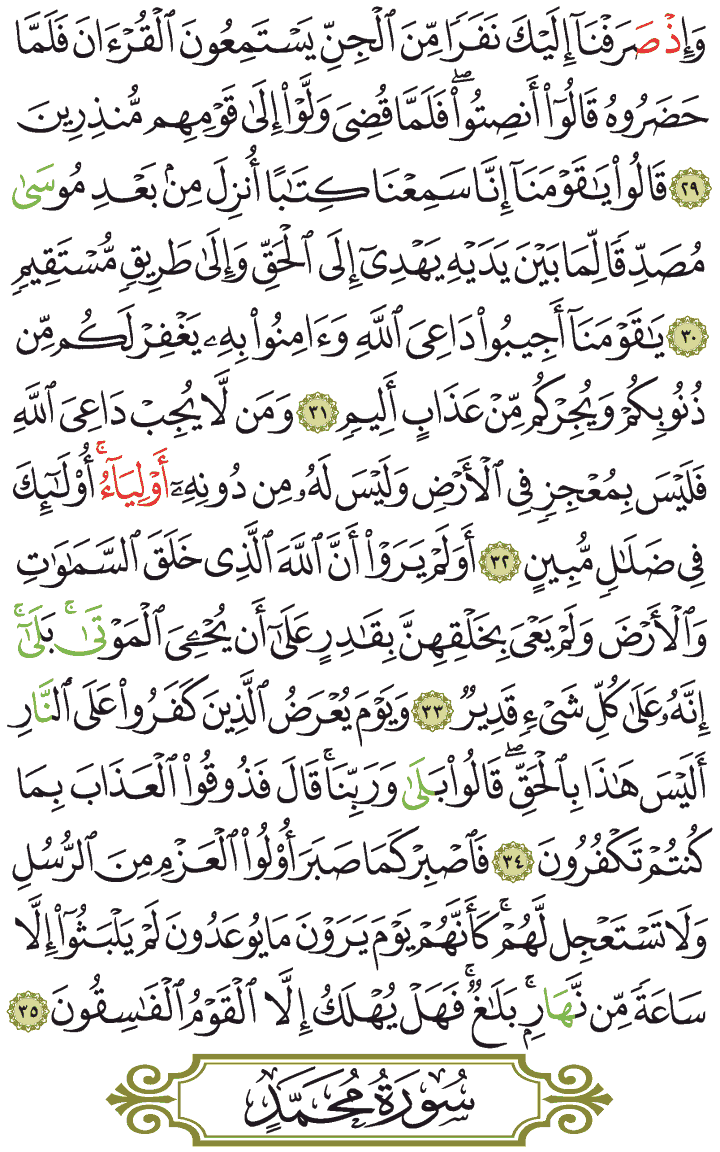 وَإِذۡ صَرَفۡنَآ إِلَيۡكَ نَفَرٗا مِّنَ ٱلۡجِنِّ يَسۡتَمِعُونَ ٱلۡقُرۡءَانَ فَلَمَّا
حَضَرُوهُ قَالُوٓاْ أَنصِتُواْۖ فَلَمَّا قُضِيَ وَلَّوۡاْ إِلَىٰ قَوۡمِهِم مُّنذِرِينَ
٢٩ قَالُواْ يَٰقَوۡمَنَآ إِنَّا سَمِعۡنَا كِتَٰبًا أُنزِلَ مِنۢ بَعۡدِ مُوسَىٰ
مُصَدِّقٗا لِّمَا بَيۡنَ يَدَيۡهِ يَهۡدِيٓ إِلَى ٱلۡحَقِّ وَإِلَىٰ طَرِيقٖ مُّسۡتَقِيمٖ
٣٠ يَٰقَوۡمَنَآ أَجِيبُواْ دَاعِيَ ٱللَّهِ وَءَامِنُواْ بِهِۦ يَغۡفِرۡ لَكُم مِّن
ذُنُوبِكُمۡ وَيُجِرۡكُم مِّنۡ عَذَابٍ أَلِيمٖ ٣١ وَمَن لَّا يُجِبۡ دَاعِيَ ٱللَّهِ
فَلَيۡسَ بِمُعۡجِزٖ فِي ٱلۡأَرۡضِ وَلَيۡسَ لَهُۥ مِن دُونِهِۦٓ أَوۡلِيَآءُۚ أُوْلَٰٓئِكَ
فِي ضَلَٰلٖ مُّبِينٍ ٣٢ أَوَلَمۡ يَرَوۡاْ أَنَّ ٱللَّهَ ٱلَّذِي خَلَقَ ٱلسَّمَٰوَٰتِ
وَٱلۡأَرۡضَ وَلَمۡ يَعۡيَ بِخَلۡقِهِنَّ بِقَٰدِرٍ عَلَىٰٓ أَن يُحۡـِۧيَ ٱلۡمَوۡتَىٰۚ بَلَىٰٓۚ
إِنَّهُۥ عَلَىٰ كُلِّ شَيۡءٖ قَدِيرٞ ٣٣ وَيَوۡمَ يُعۡرَضُ ٱلَّذِينَ كَفَرُواْ عَلَى ٱلنَّارِ
أَلَيۡسَ هَٰذَا بِٱلۡحَقِّۖ قَالُواْ بَلَىٰ وَرَبِّنَاۚ قَالَ فَذُوقُواْ ٱلۡعَذَابَ بِمَا
كُنتُمۡ تَكۡفُرُونَ ٣٤ فَٱصۡبِرۡ كَمَا صَبَرَ أُوْلُواْ ٱلۡعَزۡمِ مِنَ ٱلرُّسُلِ
وَلَا تَسۡتَعۡجِل لَّهُمۡۚ كَأَنَّهُمۡ يَوۡمَ يَرَوۡنَ مَا يُوعَدُونَ لَمۡ يَلۡبَثُوٓاْ إِلَّا
سَاعَةٗ مِّن نَّهَارِۭۚ بَلَٰغٞۚ فَهَلۡ يُهۡلَكُ إِلَّا ٱلۡقَوۡمُ ٱلۡفَٰسِقُونَ ٣٥
سُورَةُ مُحَمَّدٍ